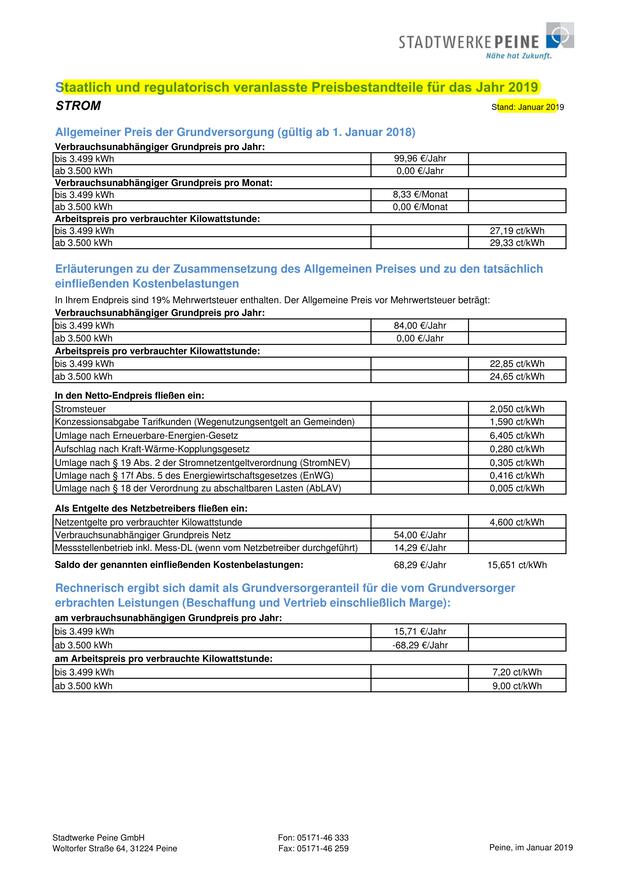 STADTWERKE PEINE
Nähe hat Zukunft.
Staatlich und regulatorisch veranlasste Preisbestandteile für das Jahr 2019
STROM Stand: Januar 2019
Allgemeiner Preis der Grundversorgung (gültig ab 1. Januar 2018)
Verbrauchsunabhängiger Grundpreis pro Jahr:
bis 3.499 kWh 99,96 €/Jahr
ab 3.500 kWh 0,00 €/Jahr
Verbrauchsunabhängiger Grundpreis pro Monat:
bis 3.499 kWh 8,33 €/Monat
ab 3.500 kWh 0,00 €/Monat
Arbeitspreis pro verbrauchter Kilowattstunde:
bis 3.499 kWh 27,19 ct/kWh
ab 3.500 kWh 29,33 ct/kWh
Erläuterungen zu der Zusammensetzung des Allgemeinen Preises und zu den tatsächlich
einfließenden Kostenbelastungen
In Ihrem Endpreis sind 19% Mehrwertsteuer enthalten. Der Allgemeine Preis vor Mehrwertsteuer beträgt:
Verbrauchsunabhängiger Grundpreis pro Jahr:
bis 3.499 kWh 84,00 €/Jahr
ab 3.500 kWh 0,00 €/Jahr
Arbeitspreis pro verbrauchter Kilowattstunde:
bis 3.499 kWh 22,85 ct/kWh
ab 3.500 kWh 24,65 ct/kWh
In den Netto-Endpreis fließen ein:
Stromsteuer 2,050 ct/kWh
Konzessionsabgabe Tarifkunden (Wegenutzungsentgelt an Gemeinden) 1,590 ct/kWh
Umlage nach Erneuerbare-Energien-Gesetz 6,405 ct/kWh
Aufschlag nach Kraft-Wärme-Kopplungsgesetz 0,280 ct/kWh
Umlage nach § 19 Abs. 2 der Stromnetzentgeltverordnung (StromNEV) 0,305 ct/kWh
Umlage nach § 17f Abs. 5 des Energiewirtschaftsgesetzes (EnWG) 0,416 ct/kWh
Umlage nach § 18 der Verordnung zu abschaltbaren Lasten (AbLAV) 0,005 ct/kWh
Als Entgelte des Netzbetreibers fließen ein:
Netzentgelte pro verbrauchter Kilowattstunde 4,600 ct/kWh
Verbrauchsunabhängiger Grundpreis Netz 54,00 €/Jahr
Messstellenbetrieb inkl. Mess-DL (wenn vom Netzbetreiber durchgeführt) 14,29 €/Jahr
Saldo der genannten einfließenden Kostenbelastungen: 68,29 €/Jahr 15,651 ct/kWh
Rechnerisch ergibt sich damit als Grundversorgeranteil für die vom Grundversorger
erbrachten Leistungen (Beschaffung und Vertrieb einschließlich Marge):
am verbrauchsunabhängigen Grundpreis pro Jahr:
bis 3.499 kWh 15,71 €/Jahr
ab 3.500 kWh -68,29 €/Jahr
am Arbeitspreis pro verbrauchte Kilowattstunde:
bis 3.499 kWh 7,20 ct/kWh
ab 3.500 kWh 9,00 ct/kWh
Stadtwerke Peine GmbH Fon: 05171-46 333
Woltorfer Straße 64, 31224 Peine Fax: 05171-46 259 Peine, im Januar 2019